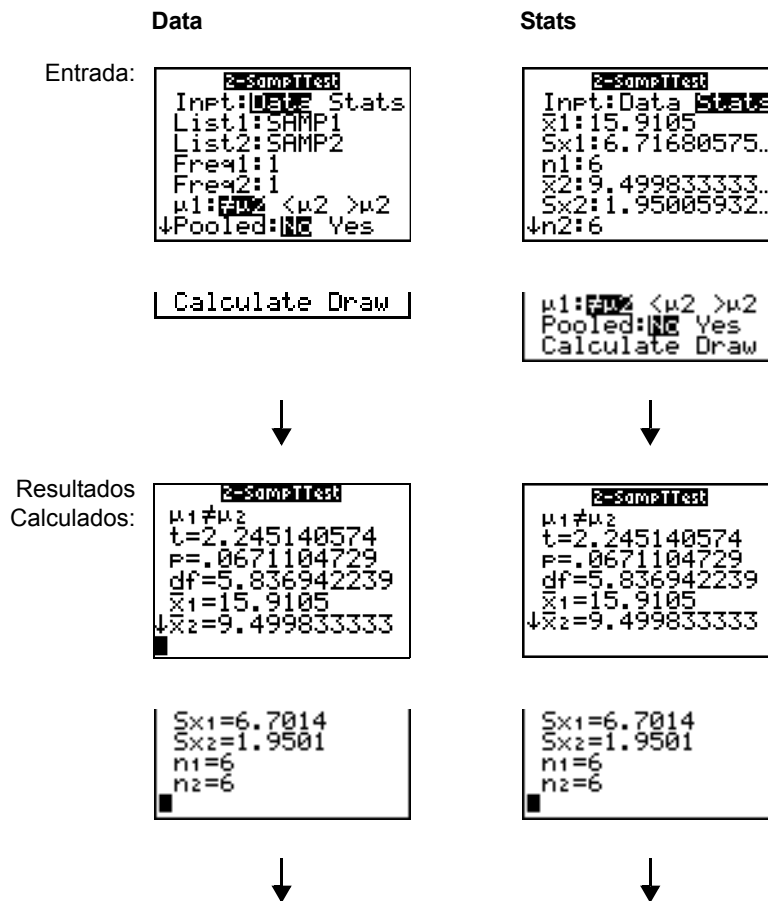 Data
Stats
Entrada:
2-SampTTest
Inpt:Data Stats
List1:SAMP1
List2:SAMP2
Freq1:1
Freq2:1
μ1:≠μ2 <μ2 >μ2
↓Pooled:No Yes
Calculate Draw
2-SampTTest
Inpt:Data Stats
x̄1:15.9105
Sx1:6.71680575…
n1:6
x̄2:9.499833333…
Sx2:1.95005932…
↓n2:6
μ1:≠μ2 <μ2 >μ2
Pooled:No Yes
Calculate Draw
Resultados
Calculados:
2-SampTTest
μ1≠μ2
t=2.245140574
p=.0671104729
df=5.836942239
x̄1=15.9105
↓x̄2=9.499833333
Sx1=6.7014
Sx2=1.9501
n1=6
n2=6
2-SampTTest
μ1≠μ2
t=2.245140574
p=.0671104729
df=5.836942239
x̄1=15.9105
↓x̄2=9.499833333
Sx1=6.7014
Sx2=1.9501
n1=6
n2=6